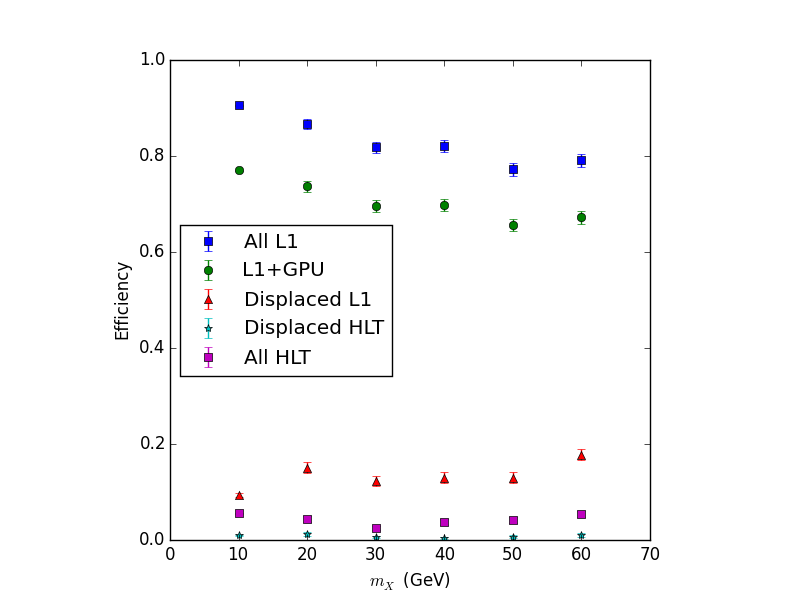 1.0
0.8
0.6
0.4
0.2
0.0
Efficiency
All L1
L1+GPU
Displaced L1
Displaced HLT
All HLT
0 10 20 30 40 50 60 70
m_X (GeV)